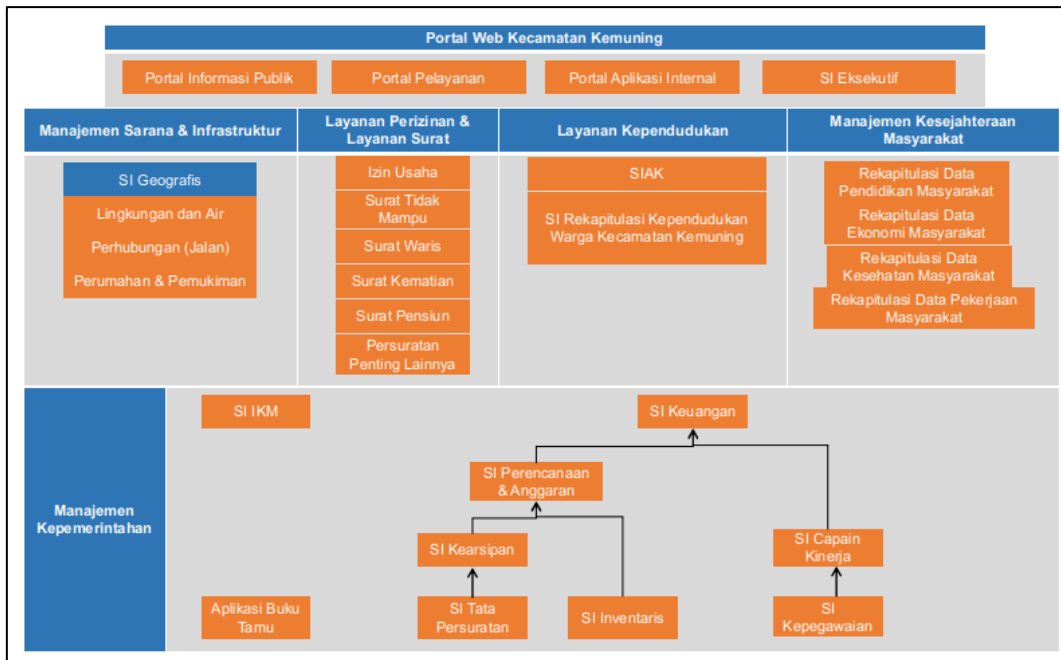 Portal Web Kecamatan Kemuning
Portal Informasi Publik
Portal Pelayanan
Portal Aplikasi Internal
SI Eksekutif
Manajemen Sarana & Infrastruktur
Layanan Perizinan &
Layanan Surat
Layanan Kependudukan
Manajemen Kesejahteraan
Masyarakat
SI Geografis
Lingkungan dan Air
Perhubungan (Jalan)
Perumahan & Pemukiman
Izin Usaha
Surat Tidak
Mampu
Surat Waris
Surat Kematian
Surat Pensiun
Persuratan
Penting Lainnya
SIAK
SI Rekapitulasi Kependudukan
Warga Kecamatan Kemuning
Rekapitulasi Data
Pendidikan Masyarakat
Rekapitulasi Data
Ekonomi Masyarakat
Rekapitulasi Data
Kesehatan Masyarakat
Rekapitulasi Data Pekerjaan
Masyarakat
Manajemen
Kepemerintahan
SI IKM
SI Keuangan
SI Perencanaan
& Anggaran
SI Kearsipan
SI Capain
Kinerja
Aplikasi Buku
Tamu
SI Tata
Persuratan
SI Inventaris
SI
Kepegawaian